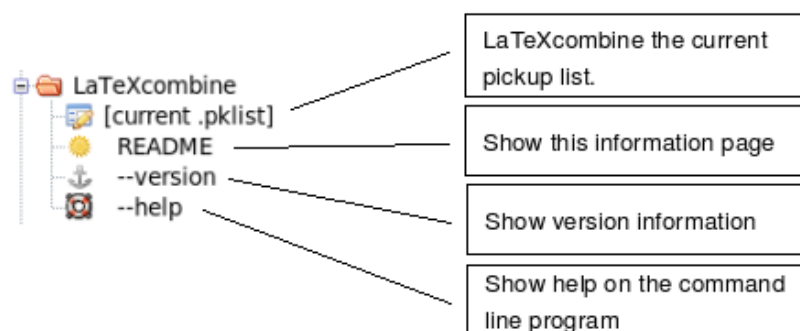 LaTeXcombine
[current .pklist]
README
--version
--help
LaTeXcombine the current
pickup list.
Show this information page
Show version information
Show help on the command
line program